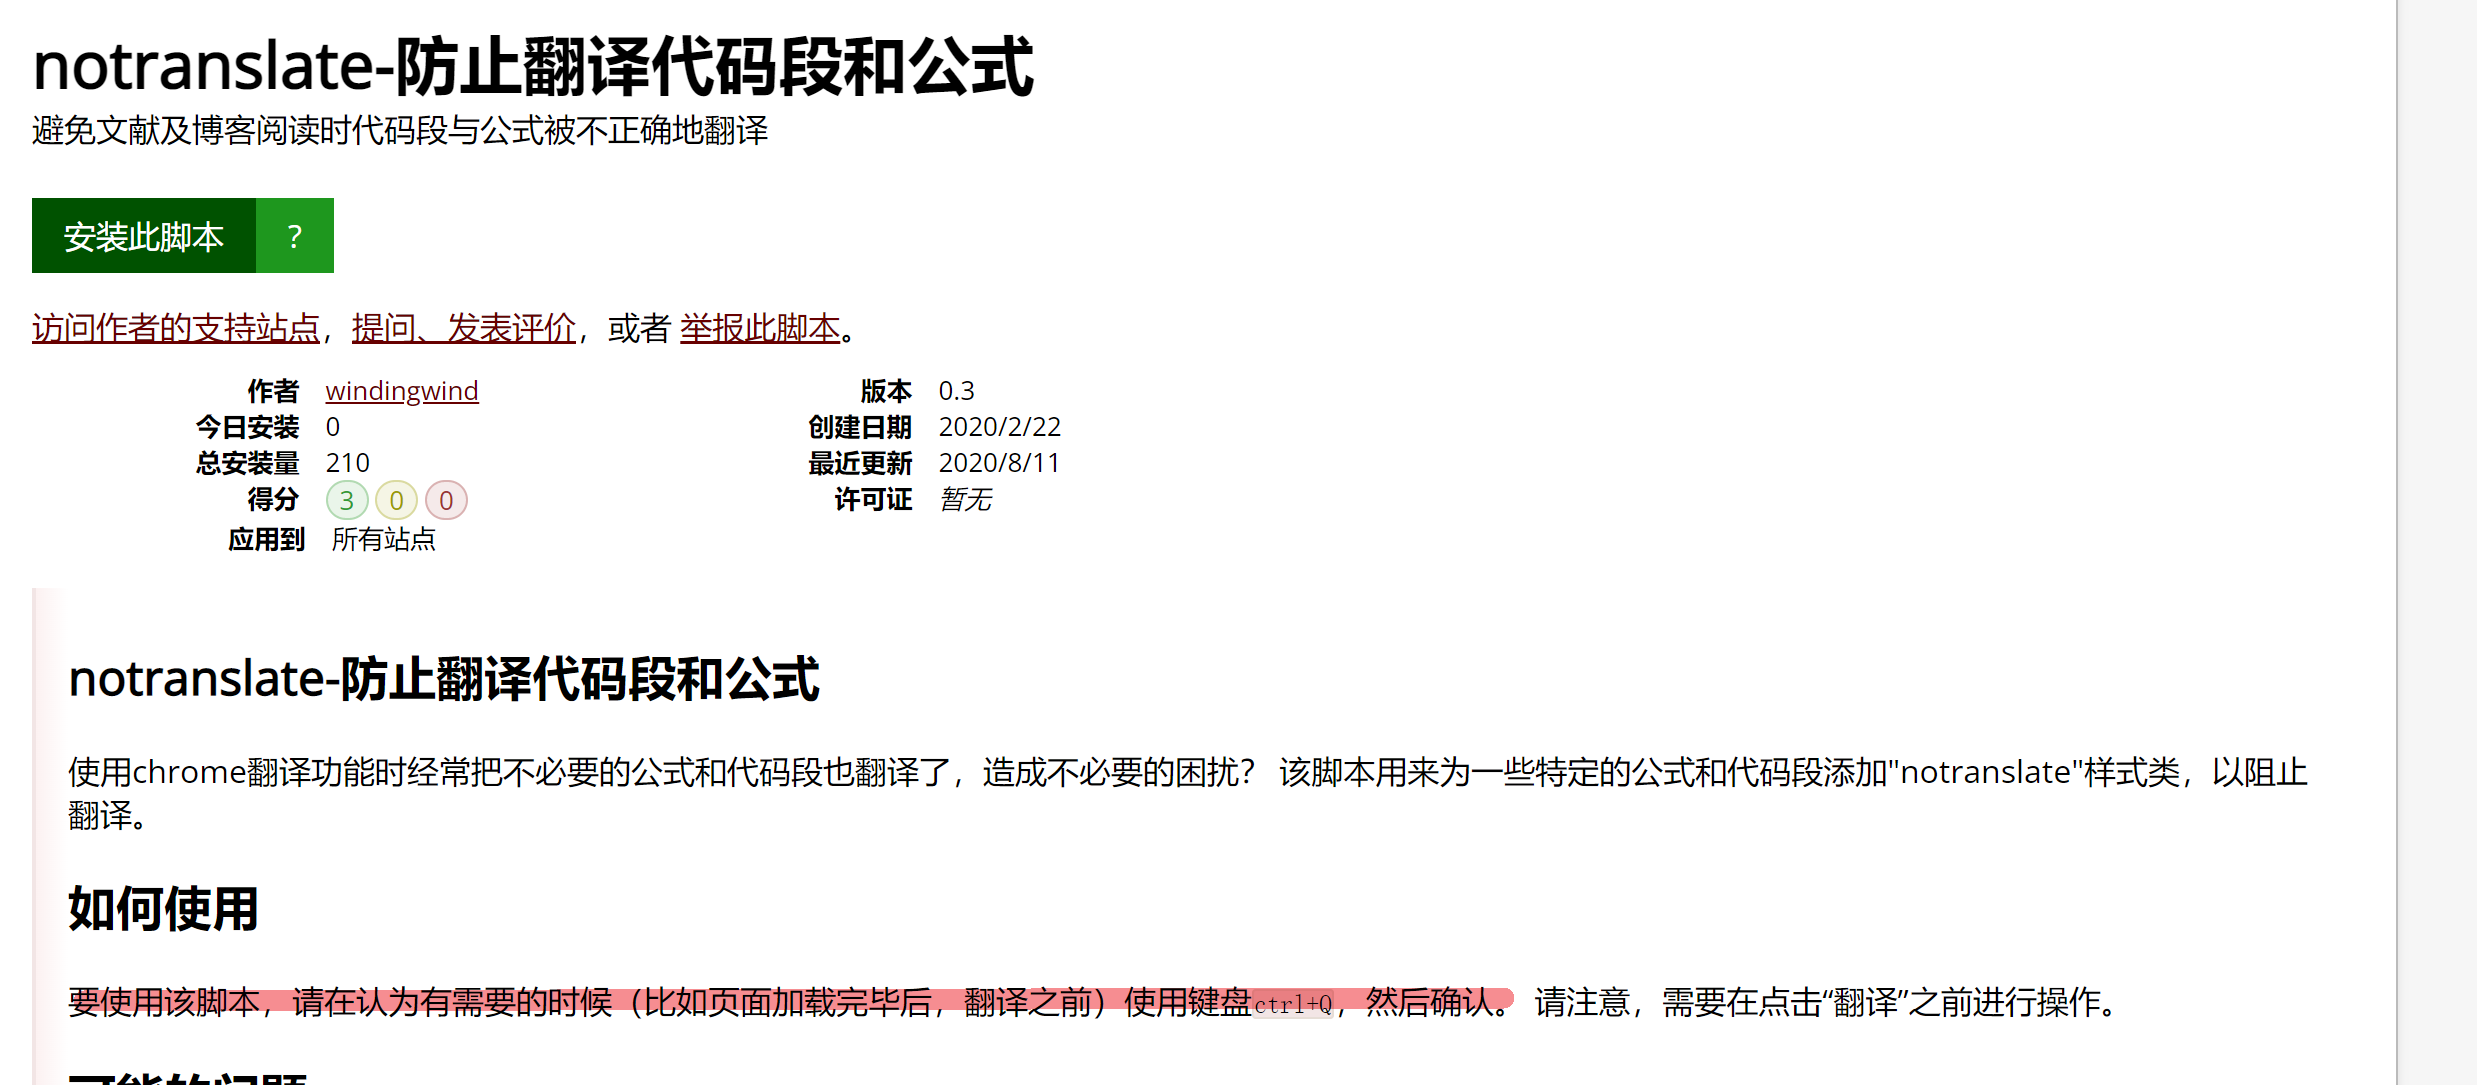 notranslate-防止翻译代码段和公式
避免文献及博客阅读时代码段与公式被不正确地翻译
安装此脚本 ?
访问作者的支持站点，提问、发表评价，或者 举报此脚本。
作者 windingwind 版本 0.3
今日安装 0 创建日期 2020/2/22
总安装量 210 最近更新 2020/8/11
得分 3 0 0 许可证 暂无
应用到 所有站点
notranslate-防止翻译代码段和公式
使用chrome翻译功能时经常把不必要的公式和代码段也翻译了，造成不必要的困扰？ 该脚本用来为一些特定的公式和代码段添加"notranslate"样式类，以阻止
翻译。
如何使用
要使用该脚本，请在认为有需要的时候（比如页面加载完毕后，翻译之前）使用键盘ctrl+Q，然后确认。 请注意，需要在点击“翻译”之前进行操作。
可能的问题